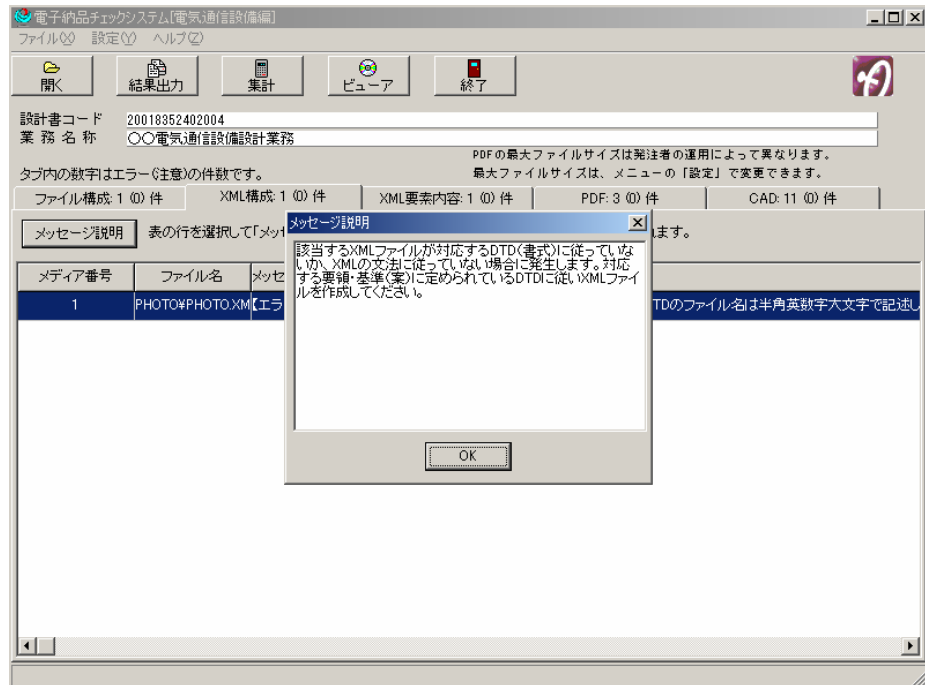 電子納品チェックシステム[電気通信設備編]
ファイル(X) 設定(Y) ヘルプ(Z)
開く 結果出力 集計 ビューア 終了
設計書コード 20018352402004
業務名称 〇〇電気通信設備設計業務
PDFの最大ファイルサイズは発注者の運用によって異なります。
タブ内の数字はエラー(注意)の件数です。 最大ファイルサイズは、メニューの「設定」で変更できます。
ファイル構成: 1 (0) 件 XML構成: 1 (0) 件 XML要素内容: 1 (0) 件 PDF: 3 (0) 件 CAD: 11 (0) 件
メッセージ説明 表の行を選択して「メッ
ます。
メディア番号 ファイル名 メッセ
1 PHOTO¥PHOTO.XM 【エラ
TDのファイル名は半角英数字大文字で記述し
メッセージ説明
該当するXMLファイルが対応するDTD(書式)に従っていな
いか、XMLの文法に従っていない場合に発生します。対応
する要領・基準(案)に定められているDTDに従いXMLファイ
ルを作成してください。
OK